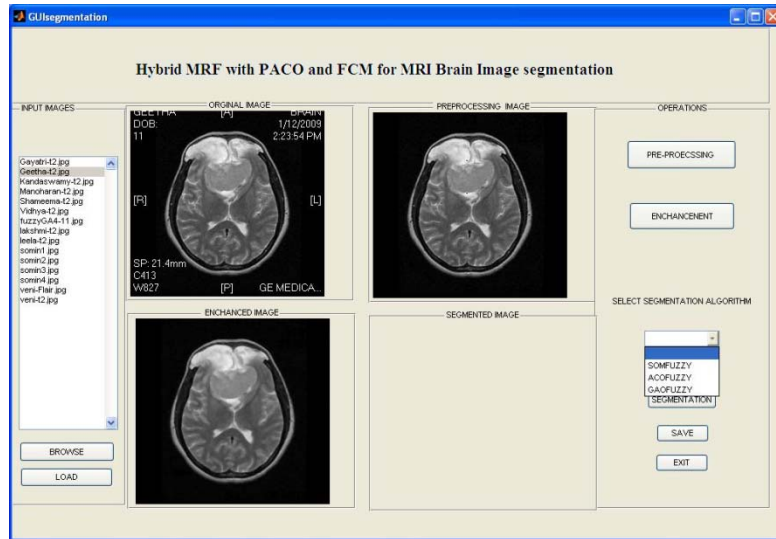 GUIsegmentation
Hybrid MRF with PACO and FCM for MRI Brain Image segmentation
INPUT IMAGES
Gayatri-t2.jpg
Geetha-t2.jpg
Kandaswamy-t2.jpg
Manoharan-t2.jpg
Shameema-t2.jpg
Vidhya-t2.jpg
fuzzyGA4-11.jpg
lakshmi-t2.jpg
leela-t2.jpg
somin1.jpg
somin2.jpg
somin3.jpg
somin4.jpg
veni-Flair.jpg
veni-t2.jpg
BROWSE
LOAD
ORGINAL IMAGE
GEETHA [A] BRAIN
DOB: 1/12/2009
11 2:23:54 PM
[R] [L]
SP: 21.4mm
C413
W827 [P] GE MEDICA...
PREPROCESSING IMAGE
ENCHANCED IMAGE
SEGMENTED IMAGE
OPERATIONS
PRE-PROECSSING
ENCHANCENENT
SELECT SEGMENTATION ALGORITHM
SOMFUZZY
ACOFUZZY
GAOFUZZY
SEGMENTATION
SAVE
EXIT